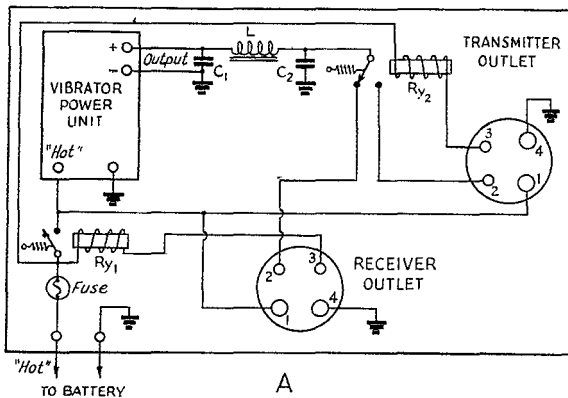 +
Output
-
VIBRATOR
POWER
UNIT
"Hot"
L
C1
C2
Ry2
TRANSMITTER
OUTLET
3
4
2
1
Ry1
Fuse
2
3
1
4
RECEIVER
OUTLET
"Hot"
TO BATTERY
A